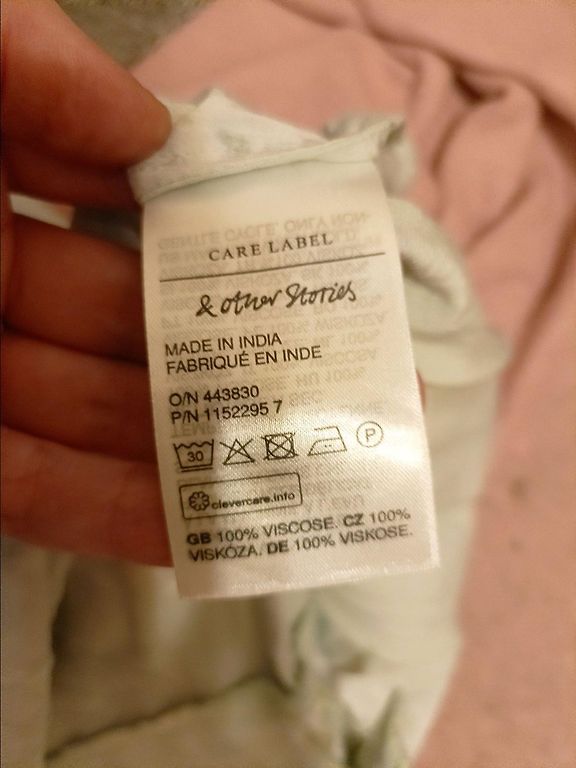 CARE LABEL
& other Stories
MADE IN INDIA
FABRIQUÉ EN INDE
O/N 443830
P/N 1152295 7
30
P
clevercare.info
GB 100% VISCOSE. CZ 100%
VISKÓZA. DE 100% VISKOSE.